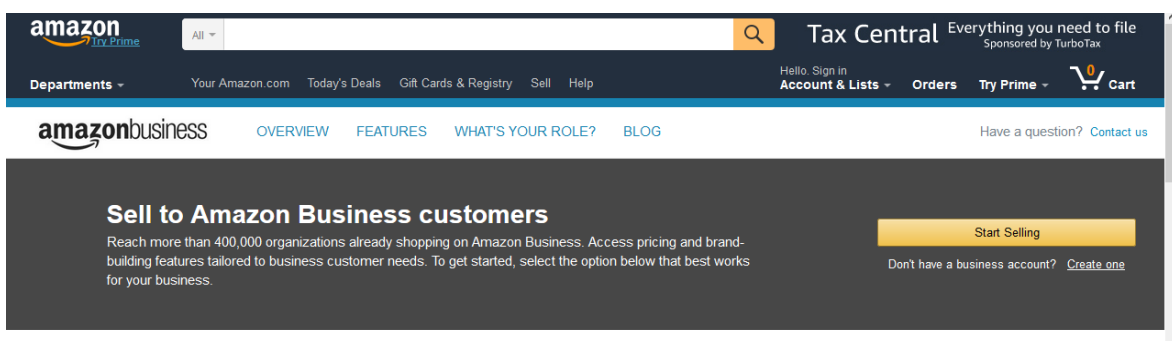 amazon
Try Prime
All
Tax Central
Everything you need to file
Sponsored by TurboTax
Departments
Your Amazon.com Today's Deals Gift Cards & Registry Sell Help
Hello. Sign in
Account & Lists Orders Try Prime 0 Cart
amazonbusiness OVERVIEW FEATURES WHAT'S YOUR ROLE? BLOG Have a question? Contact us
Sell to Amazon Business customers
Reach more than 400,000 organizations already shopping on Amazon Business. Access pricing and brand-
building features tailored to business customer needs. To get started, select the option below that best works
for your business.
Start Selling
Don't have a business account? Create one